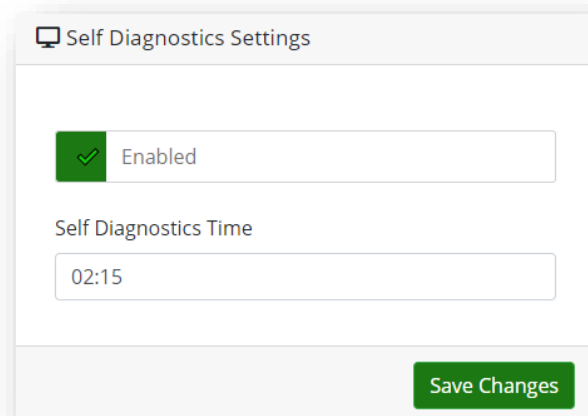 Self Diagnostics Settings
Enabled
Self Diagnostics Time
02:15
Save Changes